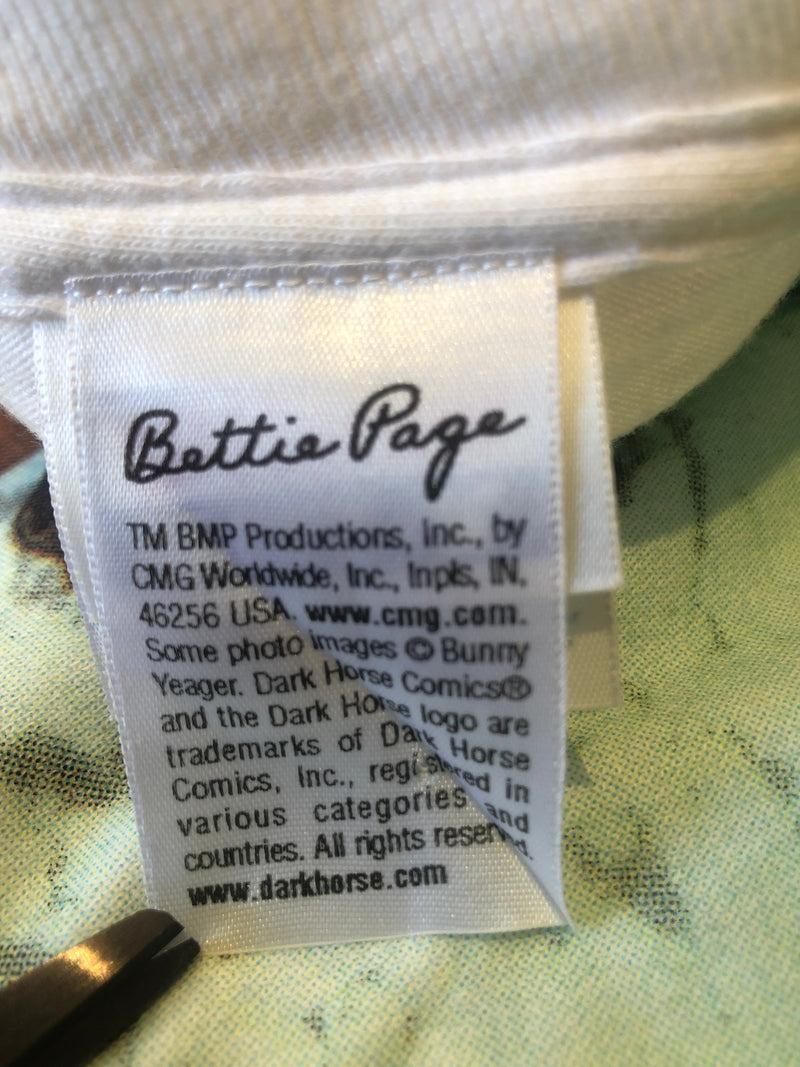 Bettie Page
TM BMP Productions, Inc., by
CMG Worldwide, Inc., Inpls, IN,
46256 USA. www.cmg.com.
Some photo images © Bunny
Yeager. Dark Horse Comics®
and the Dark Horse logo are
trademarks of Dark Horse
Comics, Inc., registered in
various categories and
countries. All rights reserved.
www.darkhorse.com